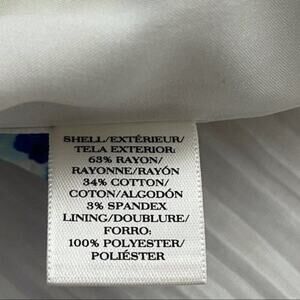 SHELL/EXTÉRIEUR/
TELA EXTERIOR:
63% RAYON/
RAYONNE/RAYÓN
34% COTTON/
COTON/ALGODÓN
3% SPANDEX
LINING/DOUBLURE/
FORRO:
100% POLYESTER/
POLIÉSTER